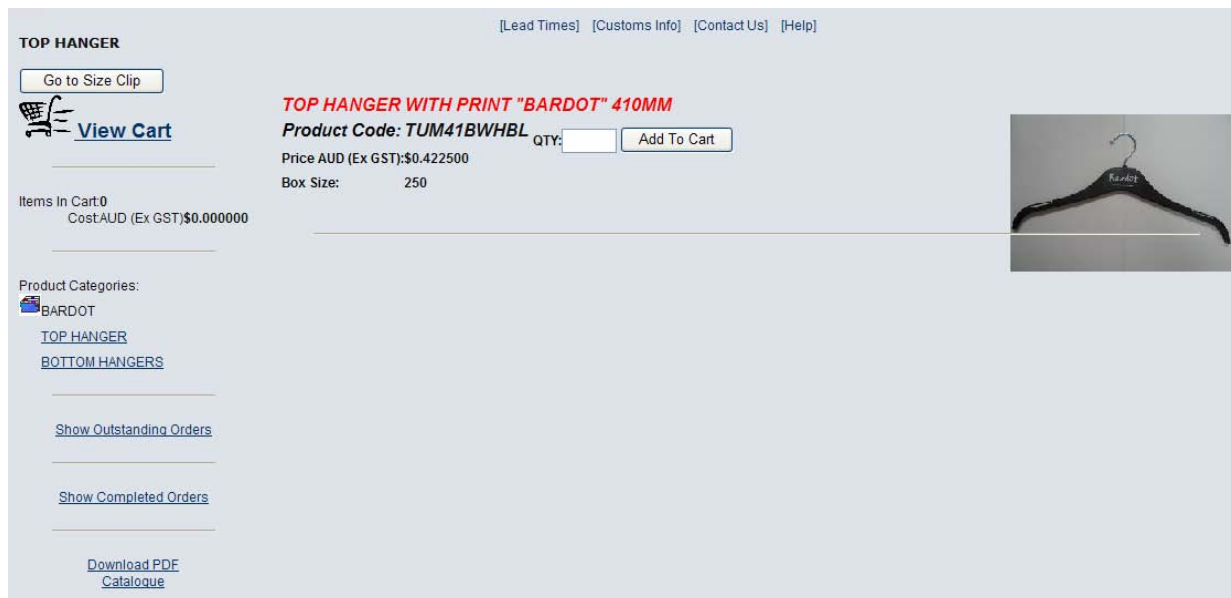 [Lead Times] [Customs Info] [Contact Us] [Help]
TOP HANGER
Go to Size Clip
View Cart
Items In Cart:0
Cost:AUD (Ex GST)$0.000000
Product Categories:
BARDOT
TOP HANGER
BOTTOM HANGERS
Show Outstanding Orders
Show Completed Orders
Download PDF
Catalogue
TOP HANGER WITH PRINT "BARDOT" 410MM
Product Code: TUM41BWHBL QTY: Add To Cart
Price AUD (Ex GST):$0.422500
Box Size: 250
Bardot